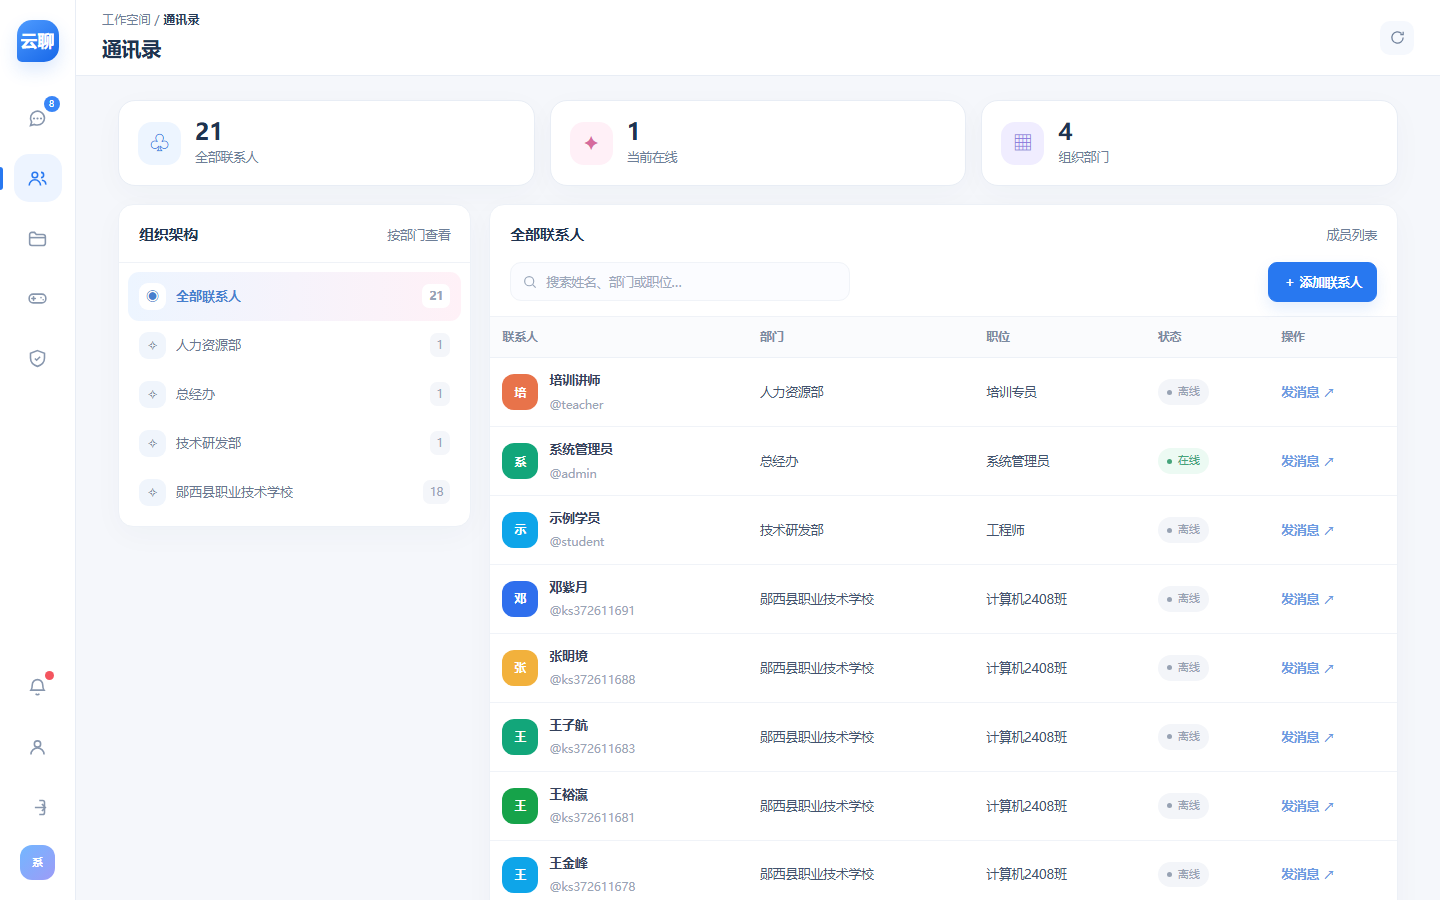 云聊
工作空间 / 通讯录
通讯录
8
21
全部联系人
1
当前在线
4
组织部门
组织架构
按部门查看
全部联系人
21
人力资源部
1
总经办
1
技术研发部
1
郧西县职业技术学校
18
全部联系人
成员列表
搜索姓名、部门或职位...
+ 添加联系人
联系人 部门 职位 状态 操作
培
培训讲师
@teacher
人力资源部 培训专员 离线 发消息 ↗
系
系统管理员
@admin
总经办 系统管理员 在线 发消息 ↗
示
示例学员
@student
技术研发部 工程师 离线 发消息 ↗
邓
邓紫月
@ks372611691
郧西县职业技术学校 计算机2408班 离线 发消息 ↗
张
张明境
@ks372611688
郧西县职业技术学校 计算机2408班 离线 发消息 ↗
王
王子航
@ks372611683
郧西县职业技术学校 计算机2408班 离线 发消息 ↗
王
王裕瀛
@ks372611681
郧西县职业技术学校 计算机2408班 离线 发消息 ↗
王
王金峰
@ks372611678
郧西县职业技术学校 计算机2408班 离线 发消息 ↗
系